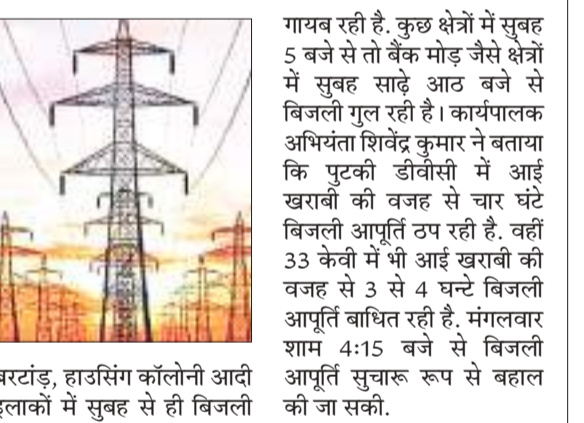 बरटांड़, हाउसिंग कॉलोनी आदी
इलाकों में सुबह से ही बिजली
गायब रही है. कुछ क्षेत्रों में सुबह
5 बजे से तो बैंक मोड़ जैसे क्षेत्रों
में सुबह साढ़े आठ बजे से
बिजली गुल रही है। कार्यपालक
अभियंता शिवेंद्र कुमार ने बताया
कि पुटकी डीवीसी में आई
खराबी की वजह से चार घंटे
बिजली आपूर्ति ठप रही है. वहीं
33 केवी में भी आई खराबी की
वजह से 3 से 4 घन्टे बिजली
आपूर्ति बाधित रही है. मंगलवार
शाम 4:15 बजे से बिजली
आपूर्ति सुचारू रूप से बहाल
की जा सकी.